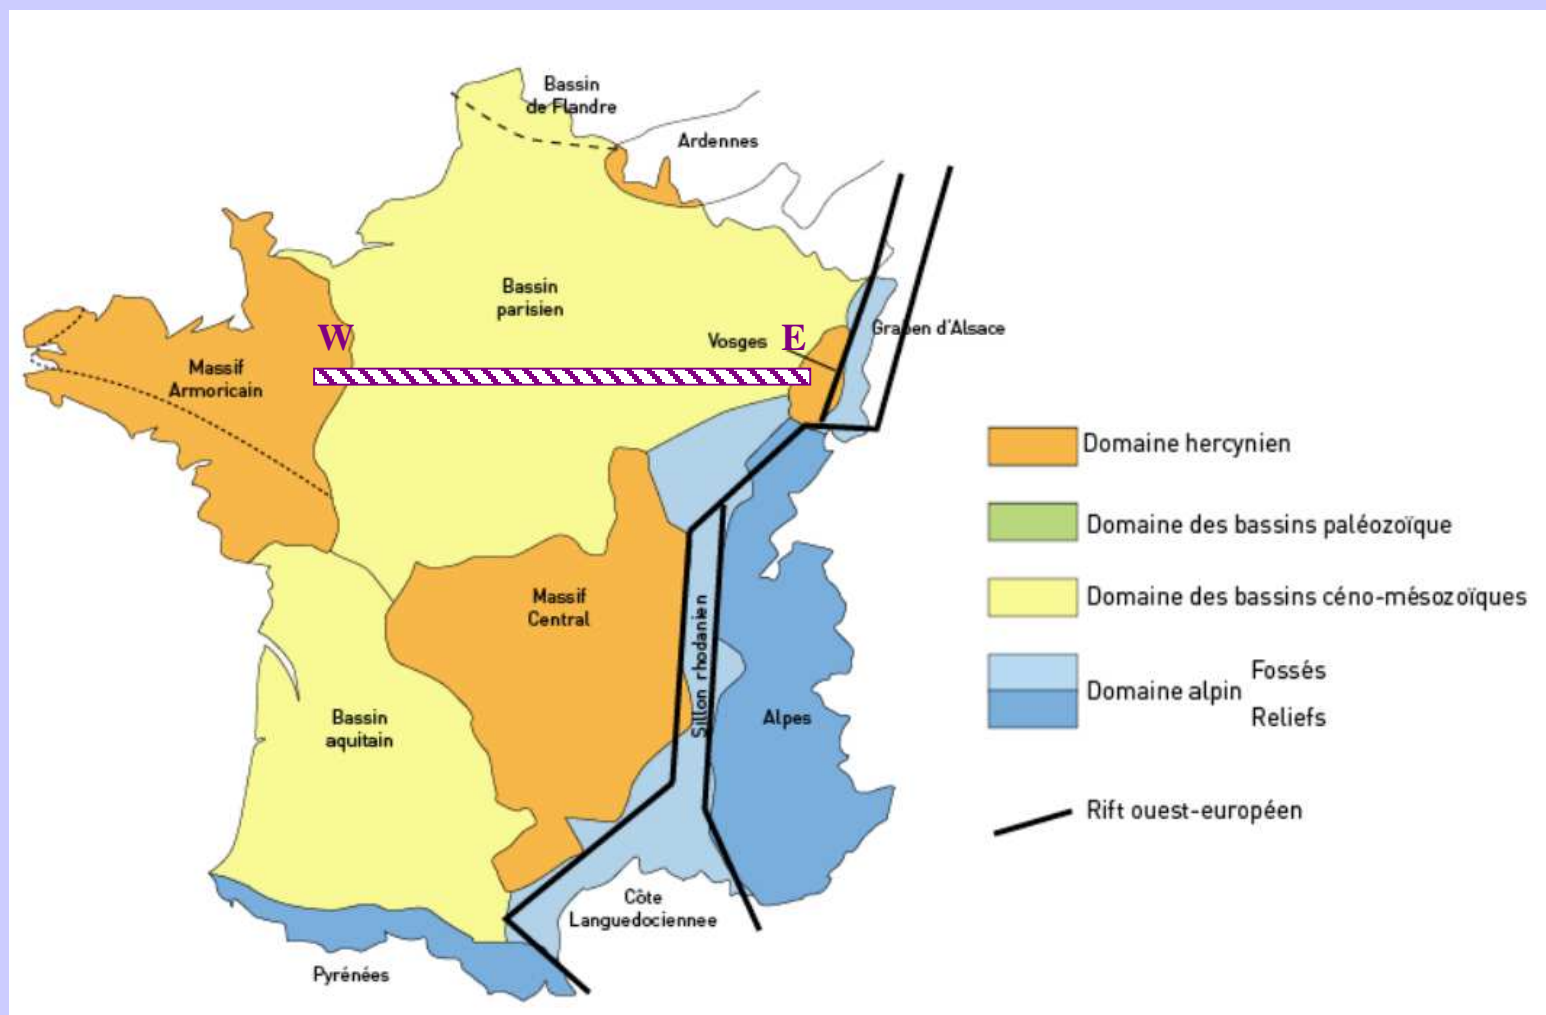 Bassin
de Flandre
Ardennes
Bassin
parisien
W
Vosges
E
Graben d'Alsace
Massif
Armoricain
Massif
Central
Sillon rhodanien
Bassin
aquitain
Alpes
Côte
Languedociennee
Pyrénées
Domaine hercynien
Domaine des bassins paléozoïque
Domaine des bassins céno-mésozoïques
Domaine alpin
Fossés
Reliefs
Rift ouest-européen